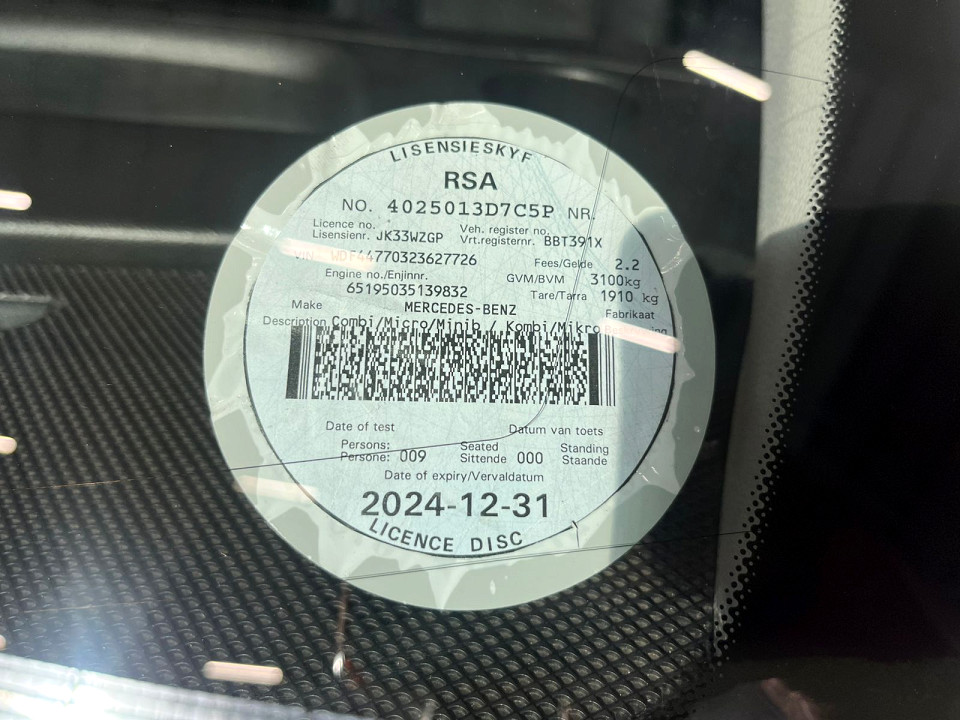 LISENSIESKYF
RSA
NO. 4025013D7C5P NR.
Licence no. Veh. register no.
Lisensienr. JK33WZGP Vrt.registernr. BBT391X
VIN WDF44770323627726 Fees/Gelde 2.2
Engine no./Enjinnr. GVM/BVM 3100kg
65195035139832 Tare/Tarra 1910 kg
Make MERCEDES-BENZ Fabrikaat
Description Combi/Micro/Minib / Kombi/Mikro
Date of test Datum van toets
Persons: Seated Standing
Persone: 009 Sittende 000 Staande
Date of expiry/Vervaldatum
2024-12-31
LICENCE DISC